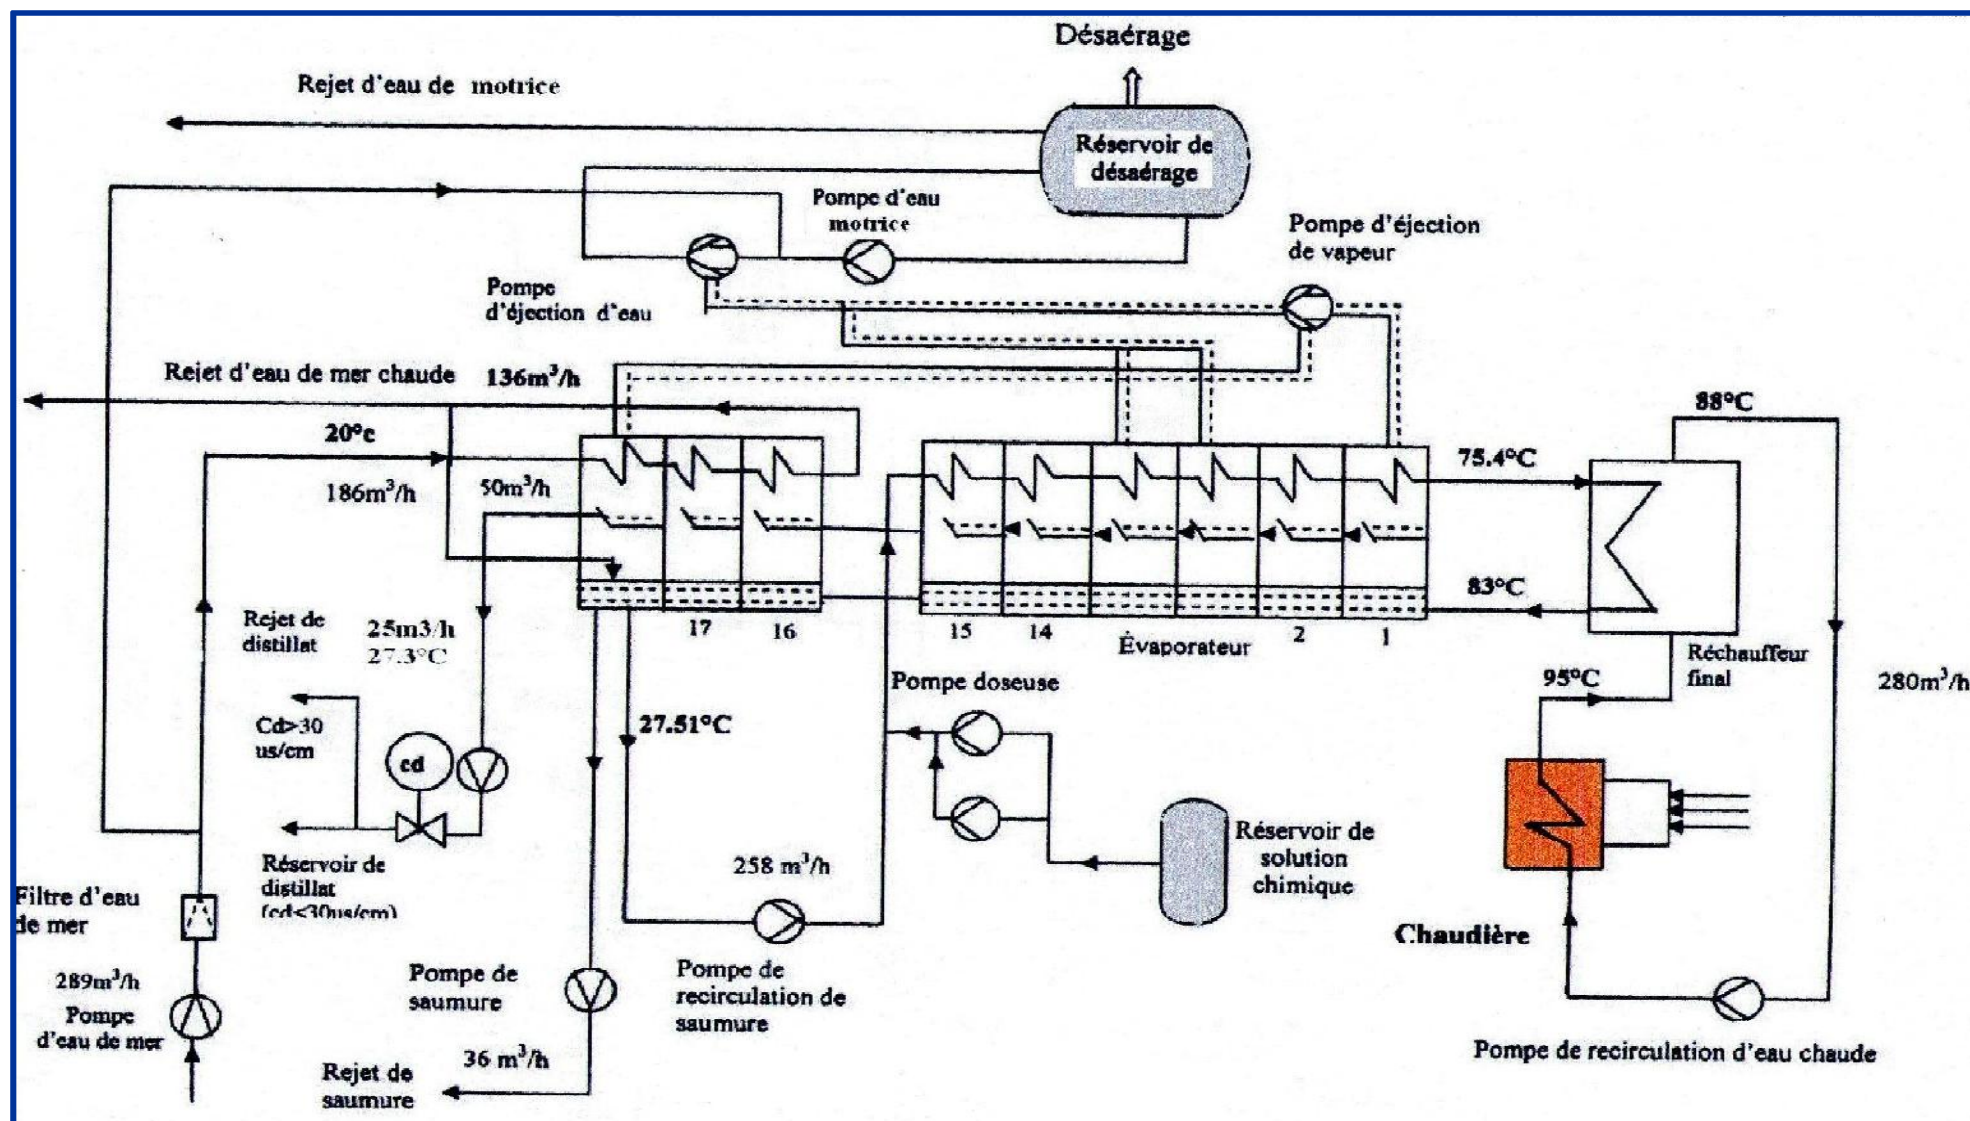 Désaérage
Rejet d'eau de motrice
Réservoir de
désaérage
Pompe d'eau
motrice
Pompe d'éjection
de vapeur
Pompe
d'éjection d'eau
Rejet d'eau de mer chaude
136m³/h
88°C
20°c
75.4°C
186m³/h
50m³/h
83°C
17
16
15
14
Évaporateur
2
1
Rejet de
distillat
25m3/h
27.3°C
Réchauffeur
final
95°C
280m³/h
Pompe doseuse
27.51°C
Cd>30
us/cm
cd
Réservoir de
solution
chimique
258 m³/h
Réservoir de
distillat
(cd<30us/cm)
Filtre d'eau
de mer
Chaudière
289m³/h
Pompe
d'eau de mer
Pompe de
saumure
Pompe de
recirculation de
saumure
36 m³/h
Rejet de
saumure
Pompe de recirculation d'eau chaude